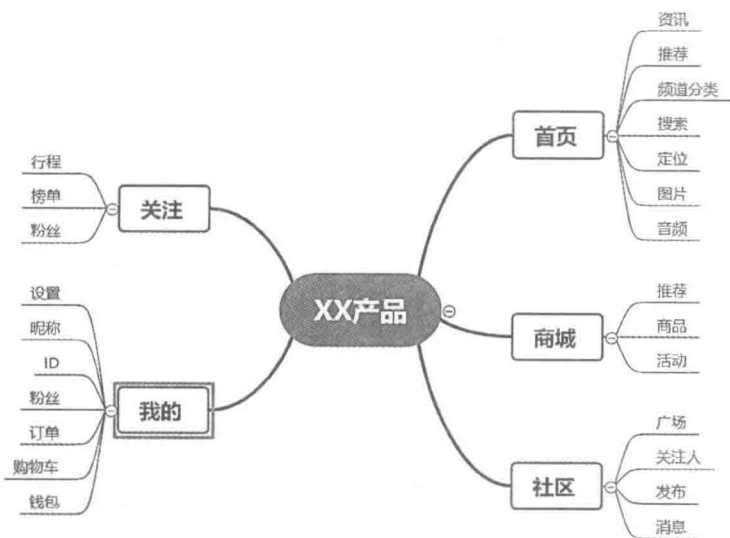 XX产品
首页
资讯
推荐
频道分类
搜索
定位
图片
音频
商城
推荐
商品
活动
社区
广场
关注人
发布
消息
关注
行程
榜单
粉丝
我的
设置
昵称
ID
粉丝
订单
购物车
钱包